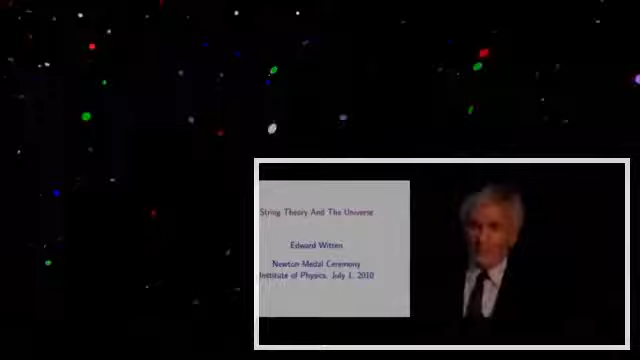 String Theory And The Universe
Edward Witten
Newton Medal Ceremony
Institute of Physics, July 1, 2010